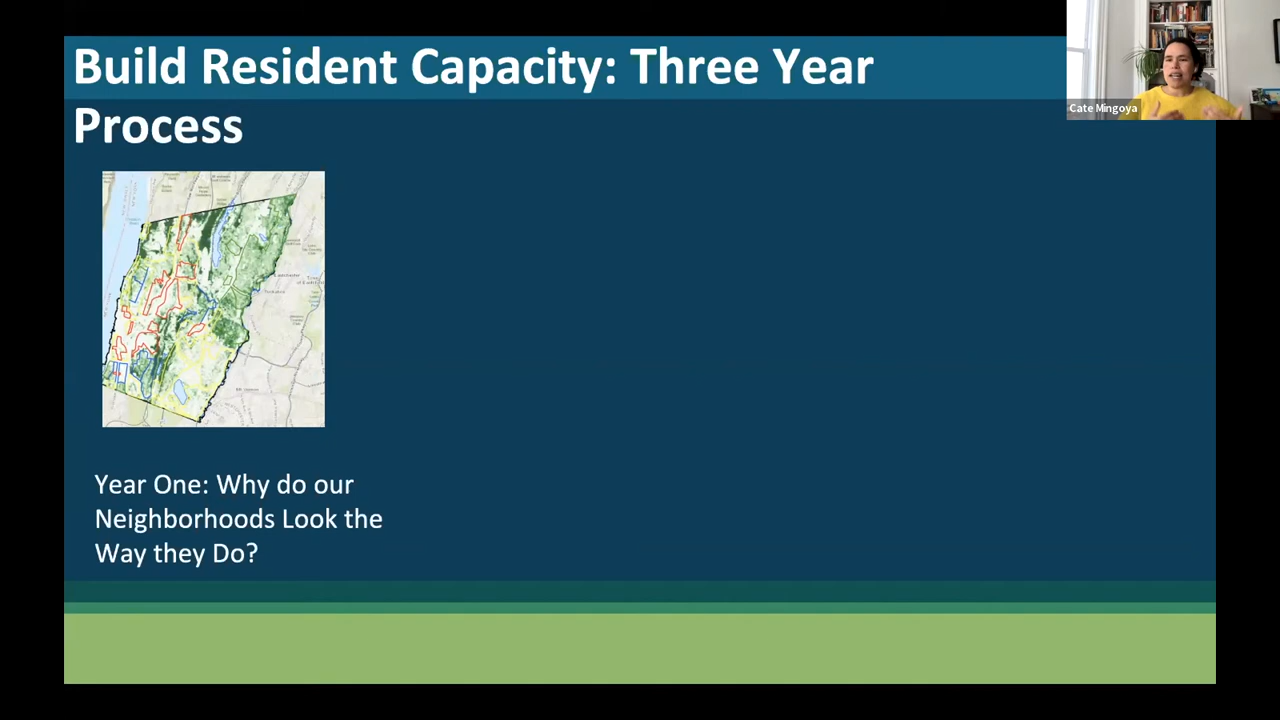 Build Resident Capacity: Three Year
Process
Cate Mingoya
Year One: Why do our
Neighborhoods Look the
Way they Do?